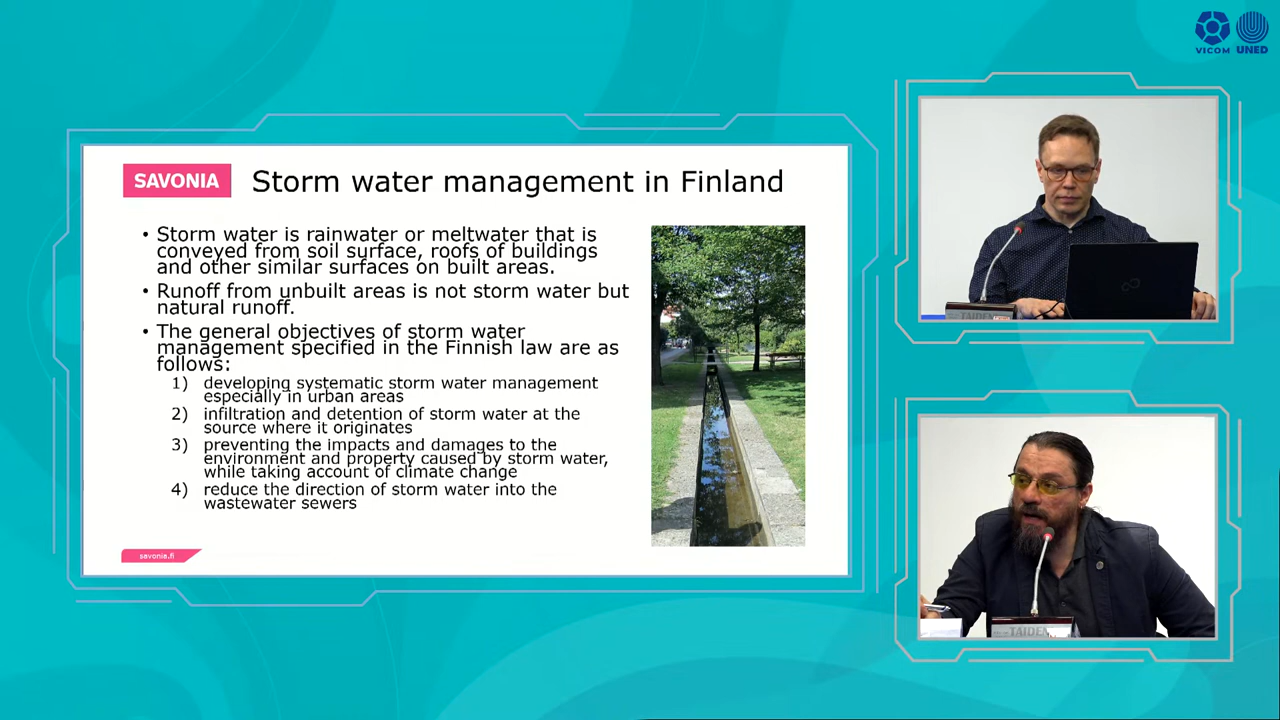 VICOM UNED
SAVONIA
Storm water management in Finland
• Storm water is rainwater or meltwater that is
conveyed from soil surface, roofs of buildings
and other similar surfaces on built areas.
• Runoff from unbuilt areas is not storm water but
natural runoff.
• The general objectives of storm water
management specified in the Finnish law are as
follows:
1) developing systematic storm water management
especially in urban areas
2) infiltration and detention of storm water at the
source where it originates
3) preventing the impacts and damages to the
environment and property caused by storm water,
while taking account of climate change
4) reduce the direction of storm water into the
wastewater sewers
savonia.fi
TAIDEN
TAIDEN